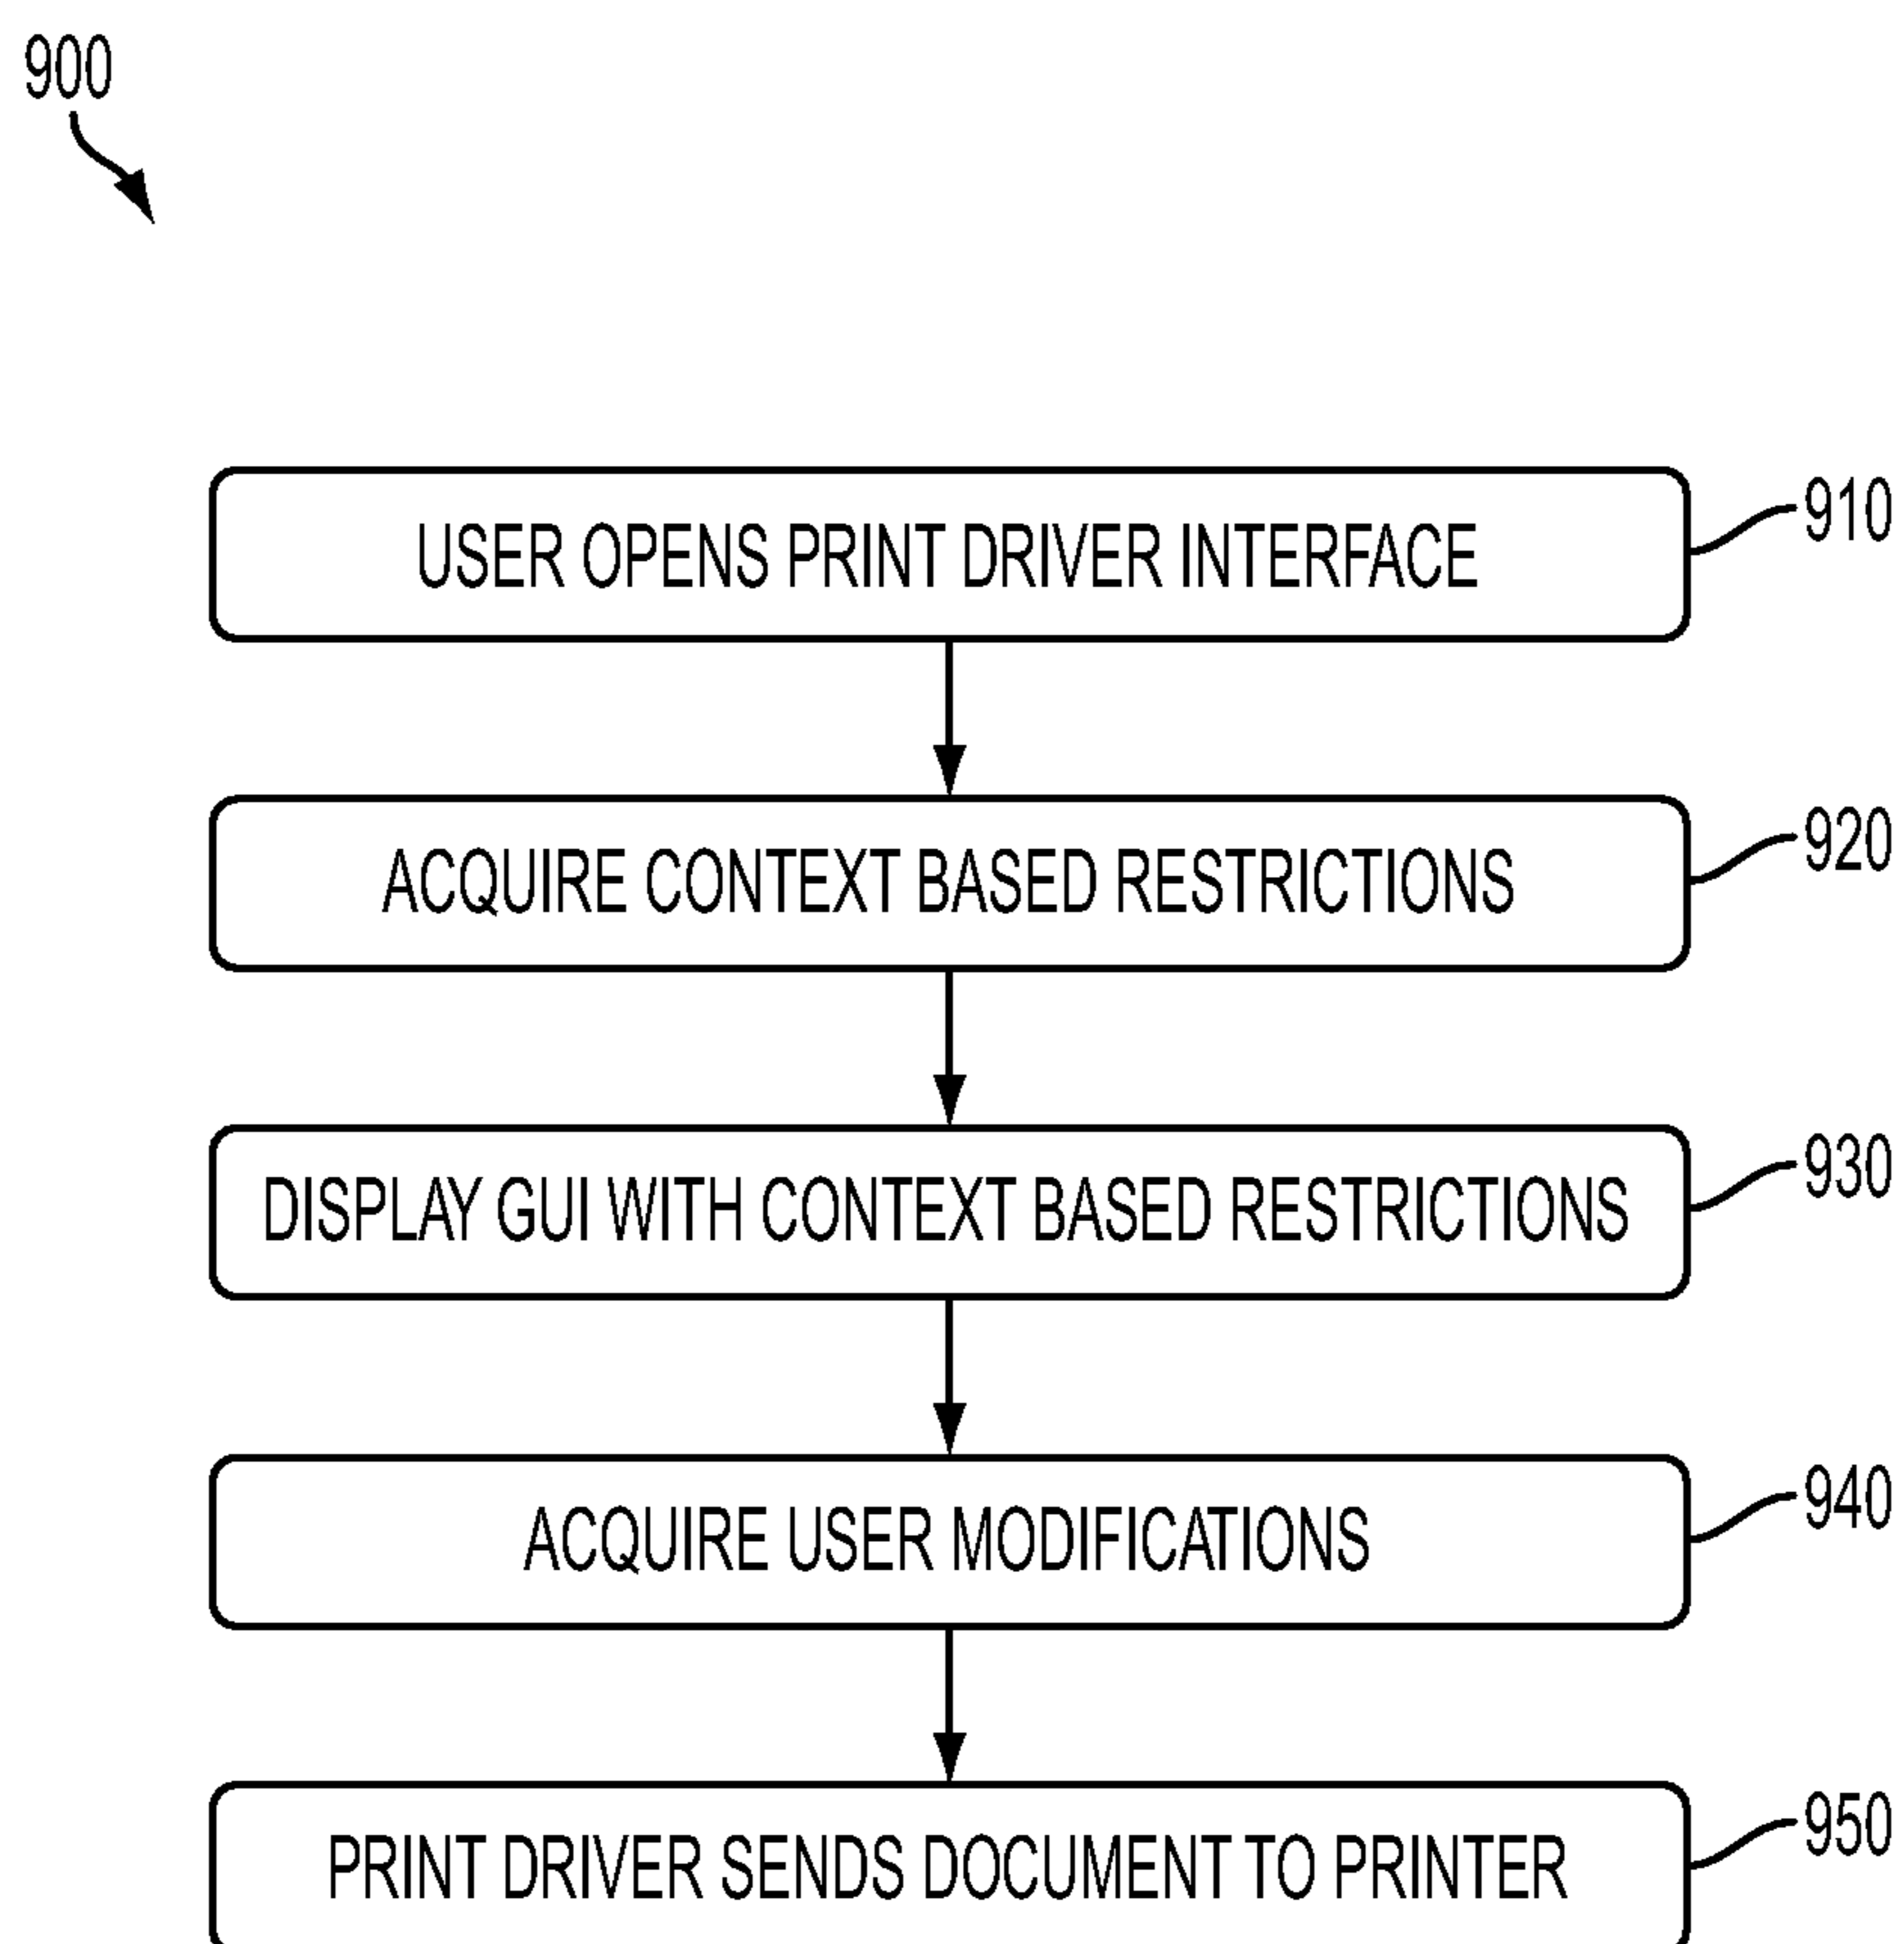 900
USER OPENS PRINT DRIVER INTERFACE
910
ACQUIRE CONTEXT BASED RESTRICTIONS
920
DISPLAY GUI WITH CONTEXT BASED RESTRICTIONS
930
ACQUIRE USER MODIFICATIONS
940
PRINT DRIVER SENDS DOCUMENT TO PRINTER
950